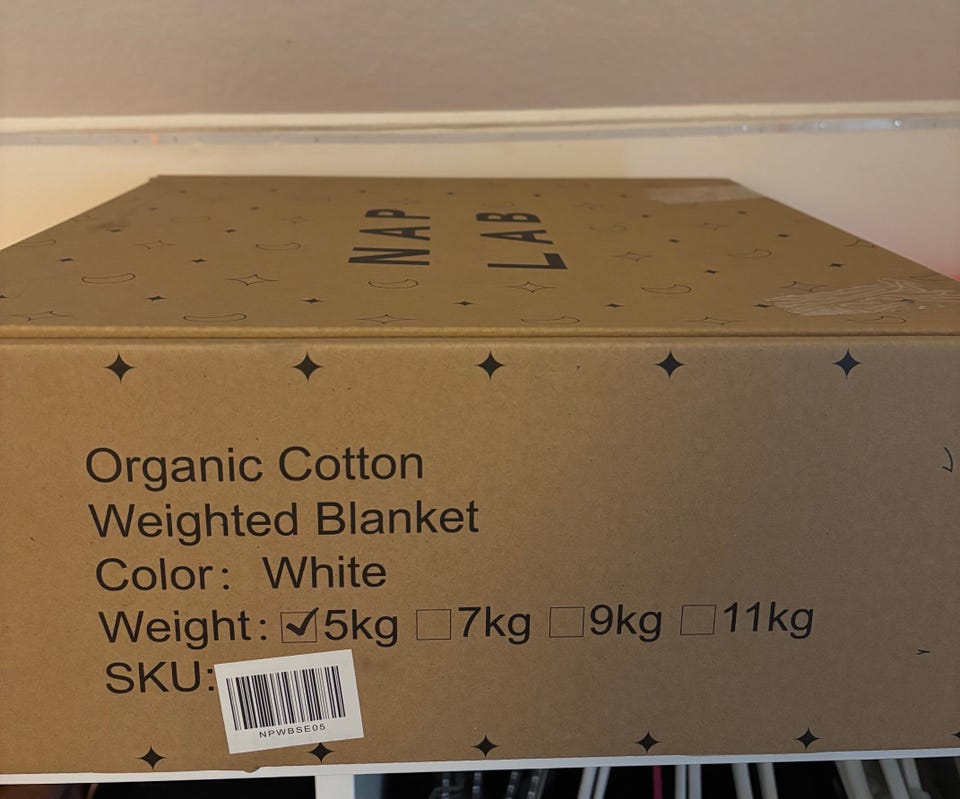 NAP
LAB
Organic Cotton
Weighted Blanket
Color: White
Weight: ☑5kg ☐7kg ☐9kg ☐11kg
SKU:
NPWBSE05